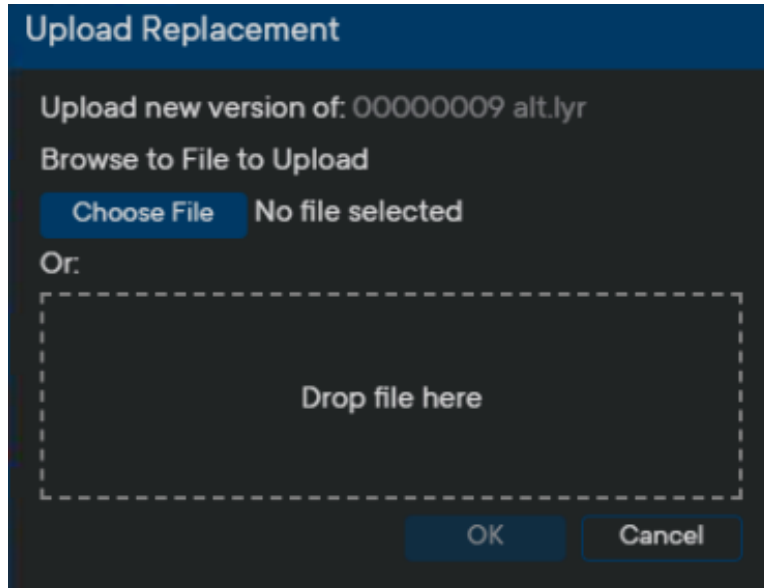 Upload Replacement
Upload new version of: 00000009 alt.lyr
Browse to File to Upload
Choose File No file selected
Or:
Drop file here
OK Cancel